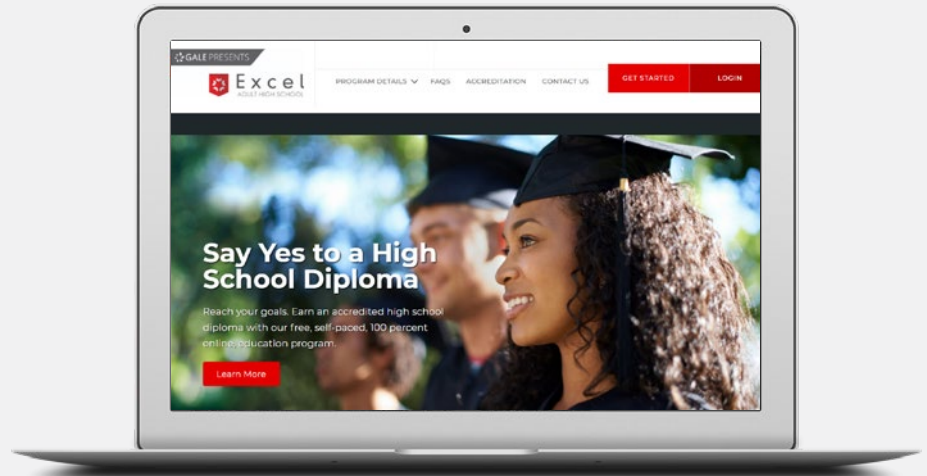 GALE PRESENTS
Excel
ADULT HIGH SCHOOL
PROGRAM DETAILS FAQS ACCREDITATION CONTACT US GET STARTED LOGIN
Say Yes to a High
School Diploma
Reach your goals. Earn an accredited high school
diploma with our free, self-paced, 100 percent
online, education program.
Learn More